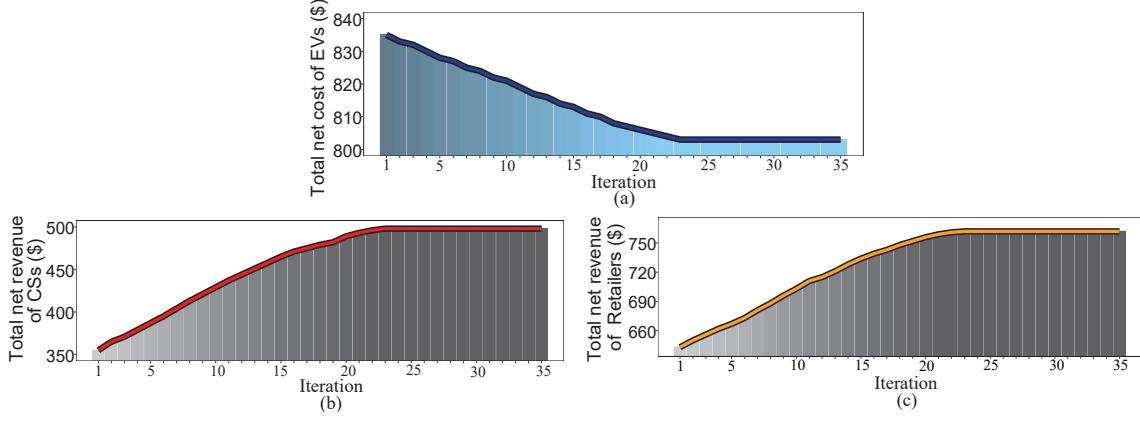 Total net cost of EVs ($)
840
830
820
810
800
1 5 10 15 20 25 30 35
Iteration
(a)
Total net revenue
of CSs ($)
500
450
400
350
1 5 10 15 20 25 30 35
Iteration
(b)
Total net revenue
of Retailers ($)
750
720
690
660
1 5 10 15 20 25 30 35
Iteration
(c)